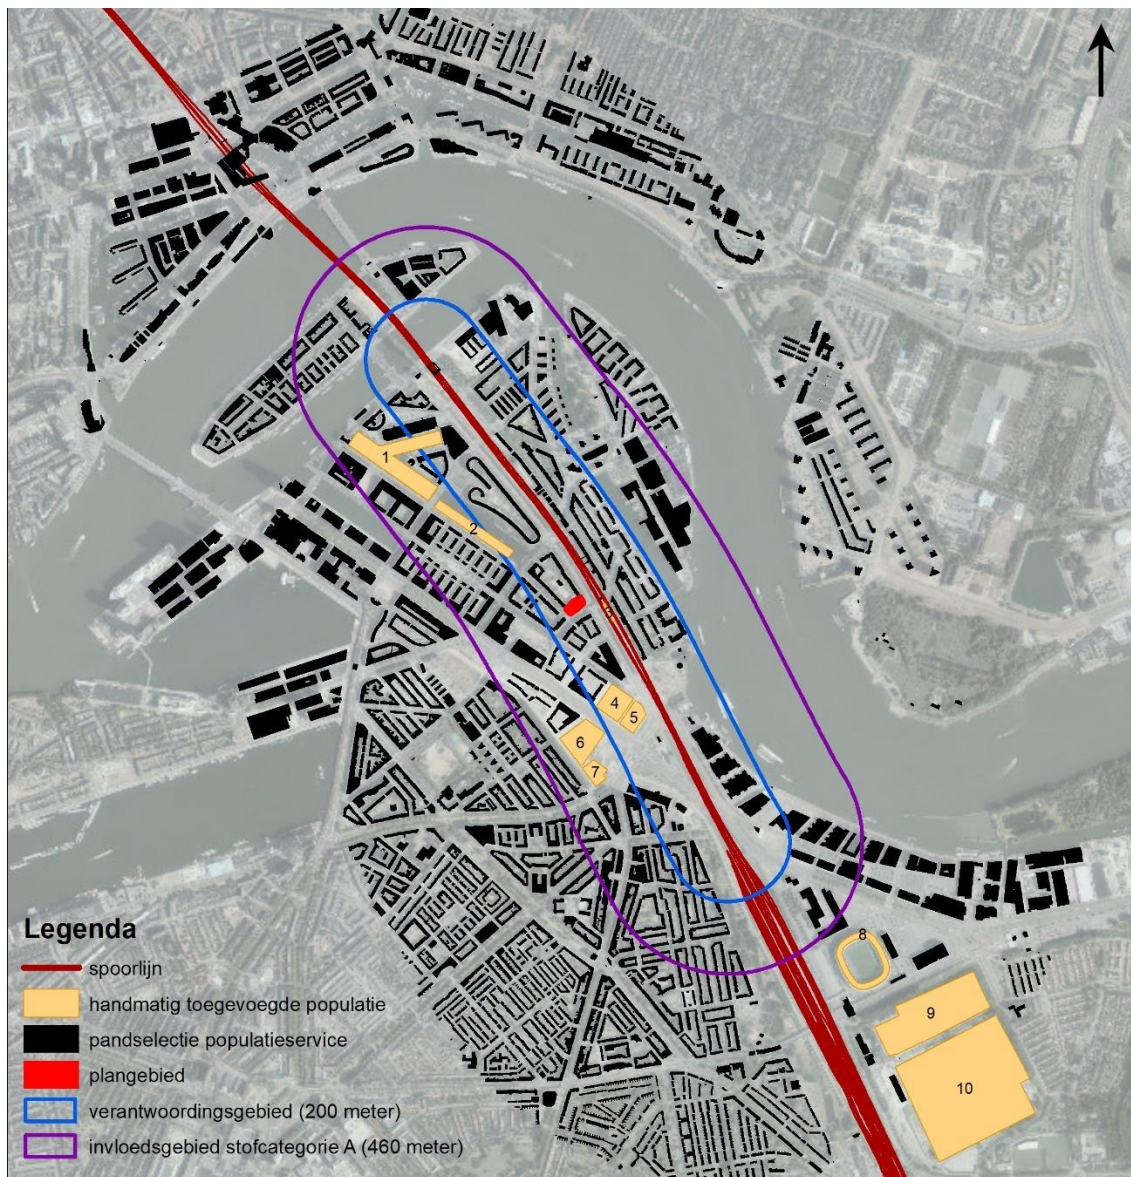 1
2
4
5
6
7
8
9
10
Legenda
spoorlijn
handmatig toegevoegde populatie
pandselectie populatieservice
plangebied
verantwoordingsgebied (200 meter)
invloedsgebied stofcategorie A (460 meter)